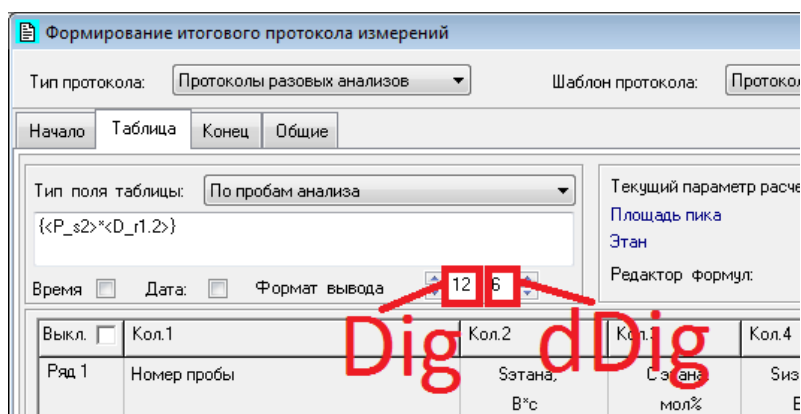 Формирование итогового протокола измерений
Тип протокола: Протоколы разовых анализов Шаблон протокола: Протокол
Начало Таблица Конец Общие
Тип поля таблицы: По пробам анализа
{<P_s2>*<D_r1.2>}
Время Дата: Формат вывода 12 6
Текущий параметр расче
Площадь пика
Этан
Редактор формул:
Dig dDig
Выкл. Кол.1 Кол.2 Кол.3 Кол.4
Ряд 1 Номер пробы Sэтана, Сэтана Sиз
В*с мол% В